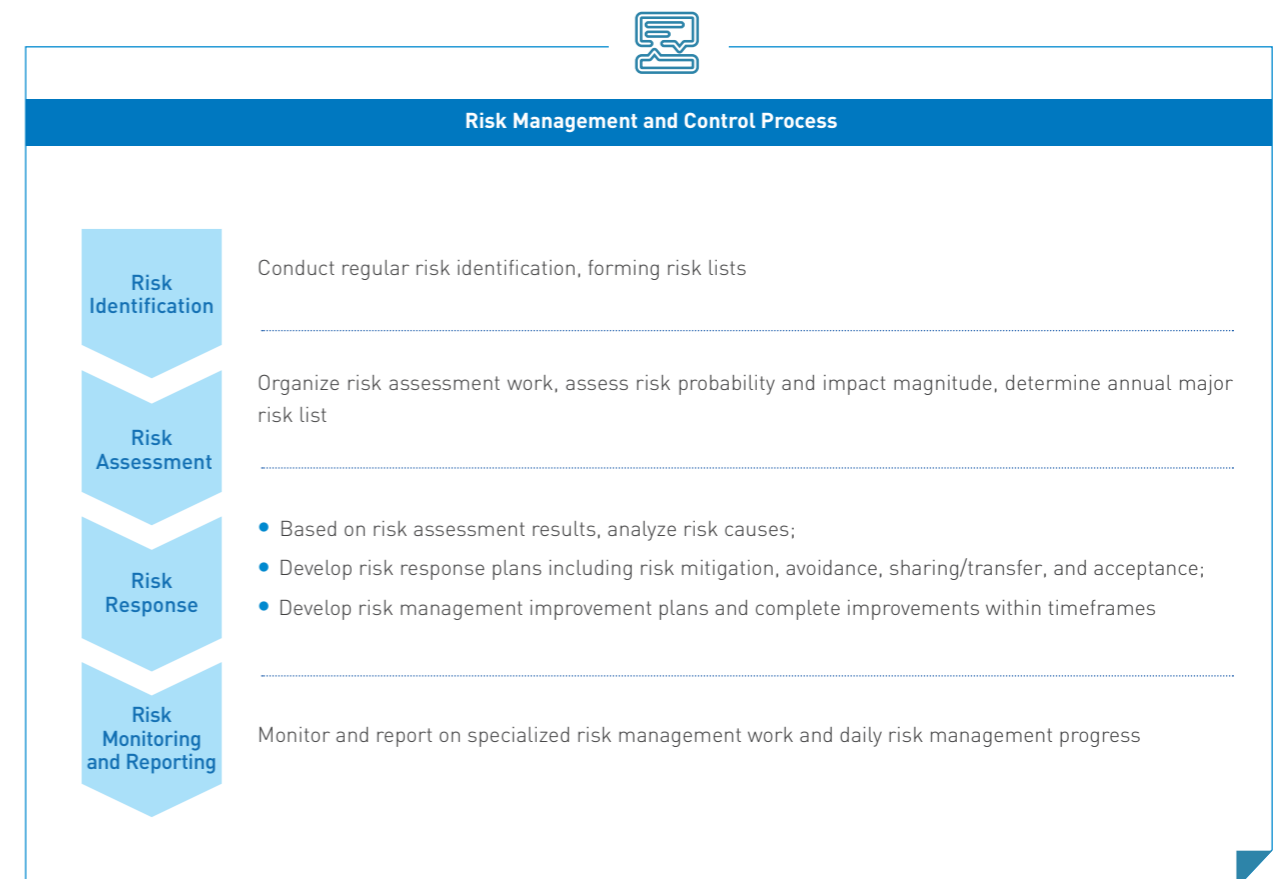 Risk Management and Control Process
Risk
Identification
Conduct regular risk identification, forming risk lists
Risk
Assessment
Organize risk assessment work, assess risk probability and impact magnitude, determine annual major
risk list
Risk
Response
• Based on risk assessment results, analyze risk causes;
• Develop risk response plans including risk mitigation, avoidance, sharing/transfer, and acceptance;
• Develop risk management improvement plans and complete improvements within timeframes
Risk
Monitoring
and Reporting
Monitor and report on specialized risk management work and daily risk management progress